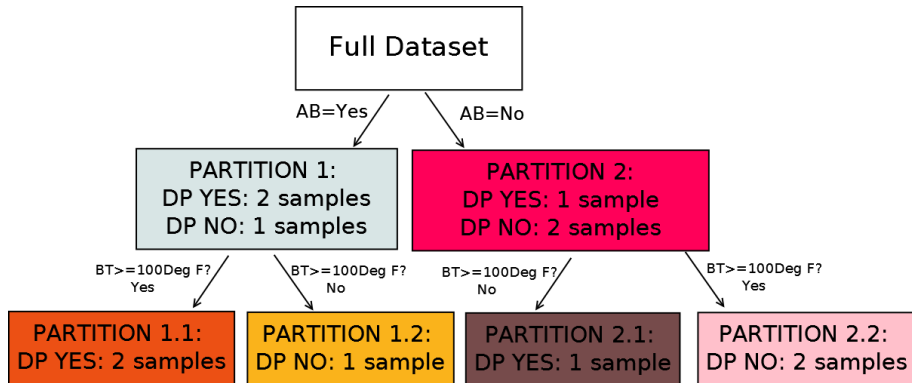 Full Dataset
AB=Yes
AB=No
PARTITION 1:
DP YES: 2 samples
DP NO: 1 samples
PARTITION 2:
DP YES: 1 sample
DP NO: 2 samples
BT>=100Deg F?
Yes
BT>=100Deg F?
No
BT>=100Deg F?
No
BT>=100Deg F?
Yes
PARTITION 1.1:
DP YES: 2 samples
PARTITION 1.2:
DP NO: 1 sample
PARTITION 2.1:
DP YES: 1 sample
PARTITION 2.2:
DP NO: 2 samples